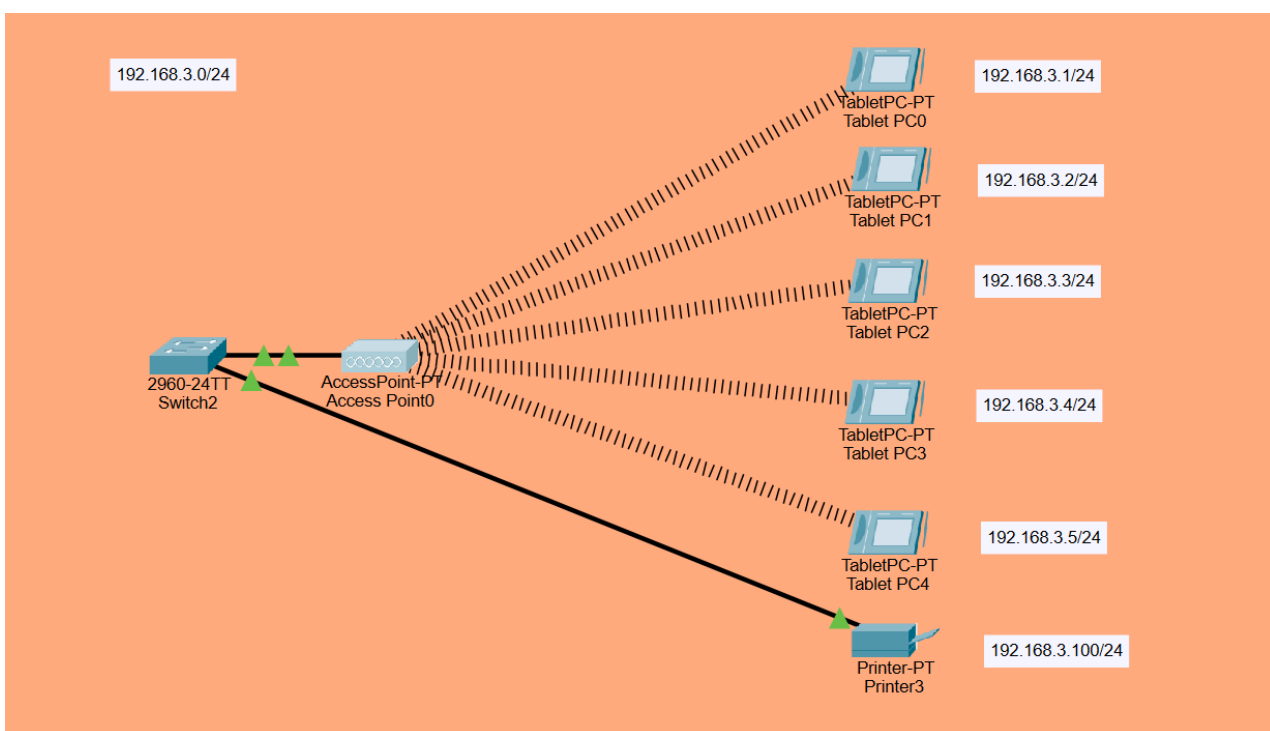 192.168.3.0/24
TabletPC-PT
Tablet PC0
192.168.3.1/24
TabletPC-PT
Tablet PC1
192.168.3.2/24
TabletPC-PT
Tablet PC2
192.168.3.3/24
2960-24TT
Switch2
AccessPoint-PT
Access Point0
TabletPC-PT
Tablet PC3
192.168.3.4/24
TabletPC-PT
Tablet PC4
192.168.3.5/24
Printer-PT
Printer3
192.168.3.100/24